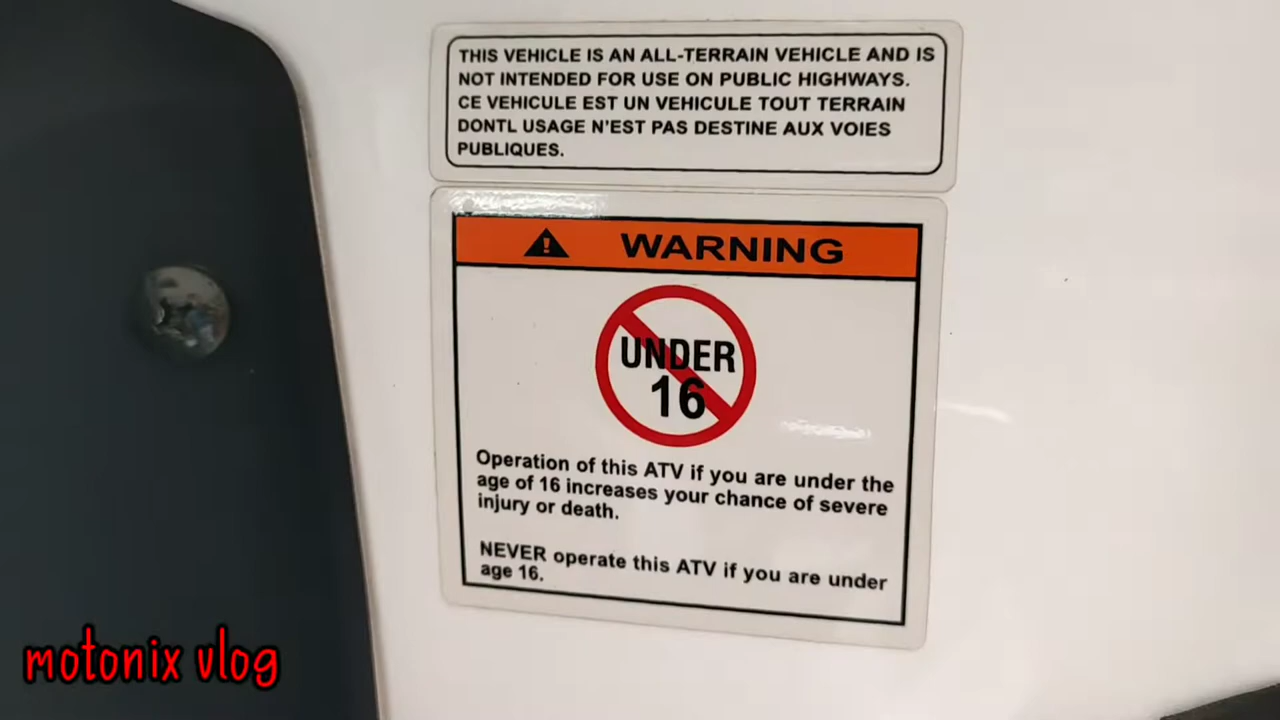 THIS VEHICLE IS AN ALL-TERRAIN VEHICLE AND IS
NOT INTENDED FOR USE ON PUBLIC HIGHWAYS.
CE VEHICULE EST UN VEHICULE TOUT TERRAIN
DONTL USAGE N'EST PAS DESTINE AUX VOIES
PUBLIQUES.
WARNING
UNDER
16
Operation of this ATV if you are under the
age of 16 increases your chance of severe
injury or death.
NEVER operate this ATV if you are under
age 16.
motonix vlog